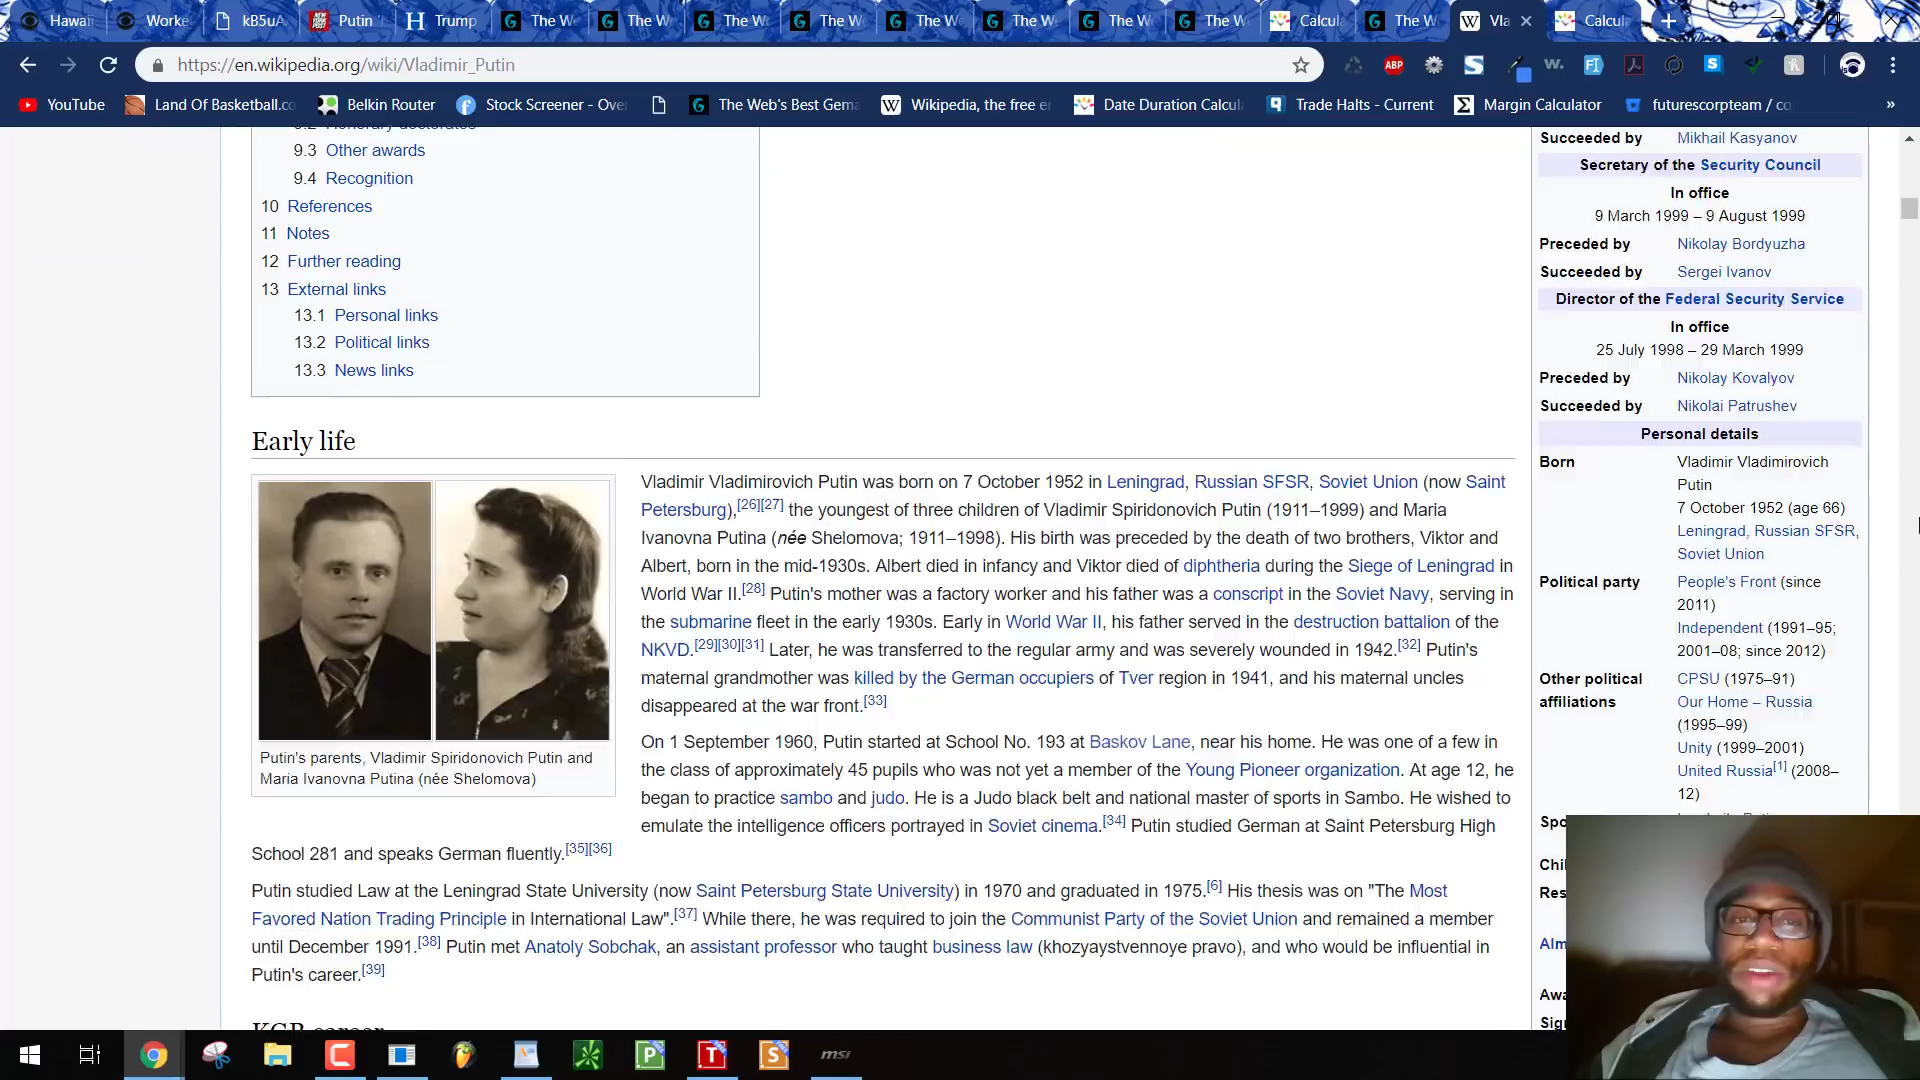 Hawaii
Worke
kB5uA
Putin
Trump
The W
The W
The W
The W
The W
The W
The W
The W
Calcul
The W
Vla
Calcul
https://en.wikipedia.org/wiki/Vladimir_Putin
YouTube
Land Of Basketball.co
Belkin Router
Stock Screener - Over
The Web's Best Gema
Wikipedia, the free e
Date Duration Calcul
Trade Halts - Current
Margin Calculator
futurescorpteam / co
9.2 Honorary doctorates
9.3 Other awards
9.4 Recognition
10 References
11 Notes
12 Further reading
13 External links
13.1 Personal links
13.2 Political links
13.3 News links
Early life
Putin's parents, Vladimir Spiridonovich Putin and
Maria Ivanovna Putina (née Shelomova)
Vladimir Vladimirovich Putin was born on 7 October 1952 in Leningrad, Russian SFSR, Soviet Union (now Saint
Petersburg),[26][27] the youngest of three children of Vladimir Spiridonovich Putin (1911–1999) and Maria
Ivanovna Putina (née Shelomova; 1911–1998). His birth was preceded by the death of two brothers, Viktor and
Albert, born in the mid-1930s. Albert died in infancy and Viktor died of diphtheria during the Siege of Leningrad in
World War II.[28] Putin's mother was a factory worker and his father was a conscript in the Soviet Navy, serving in
the submarine fleet in the early 1930s. Early in World War II, his father served in the destruction battalion of the
NKVD.[29][30][31] Later, he was transferred to the regular army and was severely wounded in 1942.[32] Putin's
maternal grandmother was killed by the German occupiers of Tver region in 1941, and his maternal uncles
disappeared at the war front.[33]
On 1 September 1960, Putin started at School No. 193 at Baskov Lane, near his home. He was one of a few in
the class of approximately 45 pupils who was not yet a member of the Young Pioneer organization. At age 12, he
began to practice sambo and judo. He is a Judo black belt and national master of sports in Sambo. He wished to
emulate the intelligence officers portrayed in Soviet cinema.[34] Putin studied German at Saint Petersburg High
School 281 and speaks German fluently.[35][36]
Putin studied Law at the Leningrad State University (now Saint Petersburg State University) in 1970 and graduated in 1975.[6] His thesis was on "The Most
Favored Nation Trading Principle in International Law".[37] While there, he was required to join the Communist Party of the Soviet Union and remained a member
until December 1991.[38] Putin met Anatoly Sobchak, an assistant professor who taught business law (khozyaystvennoye pravo), and who would be influential in
Putin's career.[39]
KGB career
Succeeded by Mikhail Kasyanov
Secretary of the Security Council
In office
9 March 1999 – 9 August 1999
Preceded by Nikolay Bordyuzha
Succeeded by Sergei Ivanov
Director of the Federal Security Service
In office
25 July 1998 – 29 March 1999
Preceded by Nikolay Kovalyov
Succeeded by Nikolai Patrushev
Personal details
Born Vladimir Vladimirovich
Putin
7 October 1952 (age 66)
Leningrad, Russian SFSR,
Soviet Union
Political party People's Front (since
2011)
Independent (1991–95;
2001–08; since 2012)
Other political CPSU (1975–91)
affiliations Our Home – Russia
(1995–99)
Unity (1999–2001)
United Russia[1] (2008–
12)
Spo
Chi
Res
Alm
Awa
Sig
msi